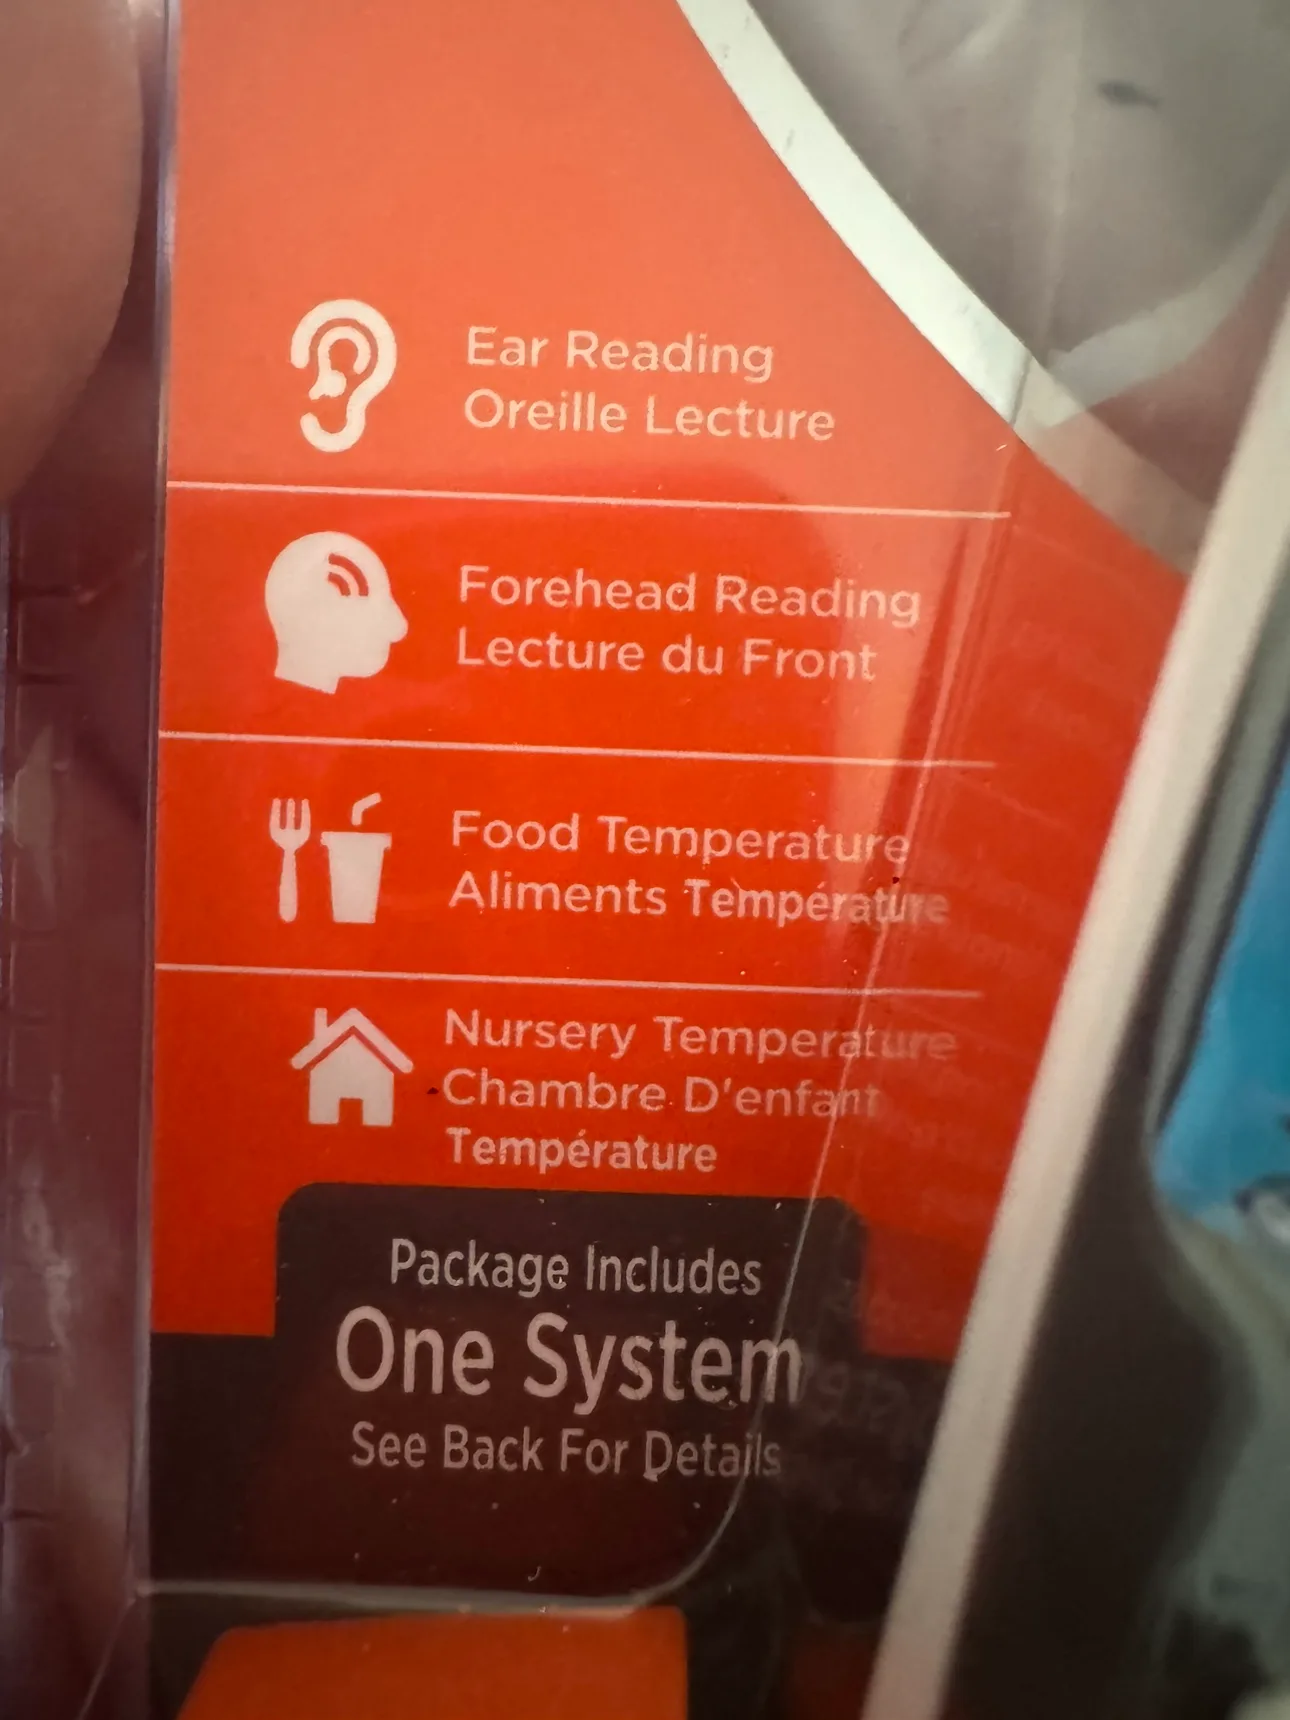 Ear Reading
Oreille Lecture
Forehead Reading
Lecture du Front
Food Temperature
Aliments Température
Nursery Temperature
Chambre D'enfant
Température
Package Includes
One System
See Back For Details